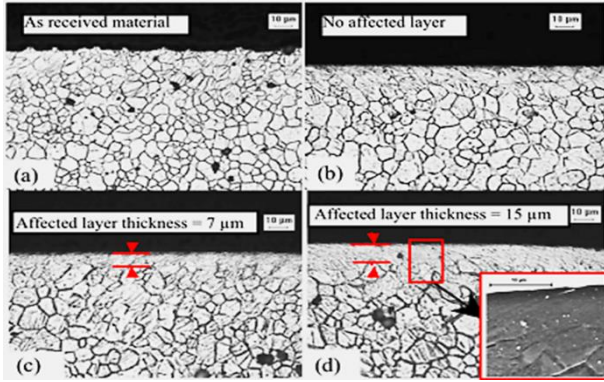 As received material
10 μm
(a)
No affected layer
10 μm
(b)
Affected layer thickness = 7 μm
10 μm
(c)
Affected layer thickness = 15 μm
10 μm
(d)